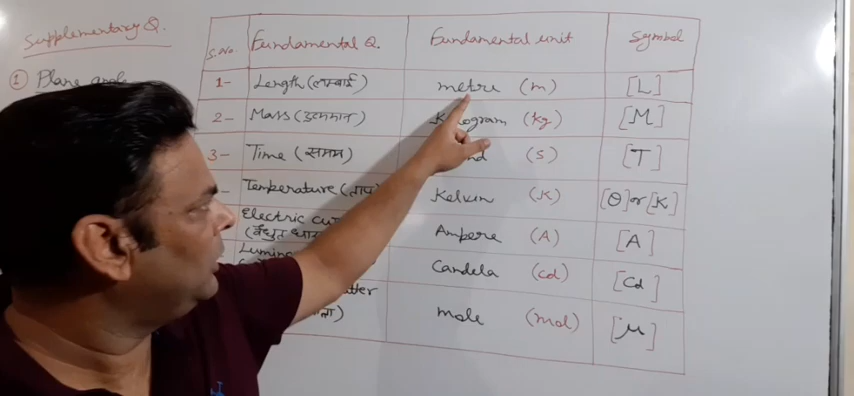 Supplementary Q.
① Plane angle
S.No. Fundamental Q. Fundamental unit Symbol
1- Length (लम्बाई) metre (m) [L]
2- Mass (द्रव्यमान) (kg) [M]
3- Time (समय) (s) [T]
Temperature (ताप) Kelvin (K) [θ] or [K]
Electric Ampere (A) [A]
(वैद्युत धारा
Candela (cd) [Cd]
mole (mol) [μ]